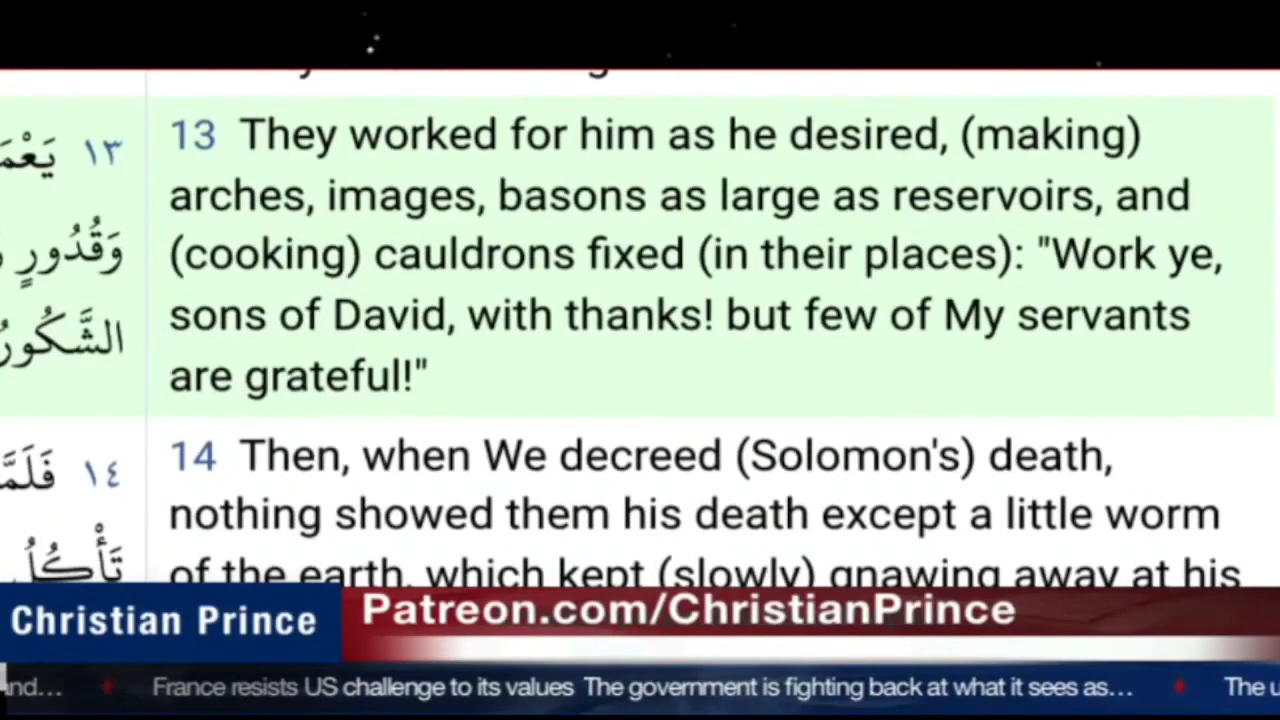 13 They worked for him as he desired, (making)
arches, images, basons as large as reservoirs, and
(cooking) cauldrons fixed (in their places): "Work ye,
sons of David, with thanks! but few of My servants
are grateful!"
١٣
وَقُدُورٍ
الشَّكُورُ
14 Then, when We decreed (Solomon's) death,
nothing showed them his death except a little worm
of the earth, which kept (slowly) gnawing away at his
١٤
تَأْكُلُ
Christian Prince
Patreon.com/ChristianPrince
France resists US challenge to its values The government is fighting back at what it sees as… The